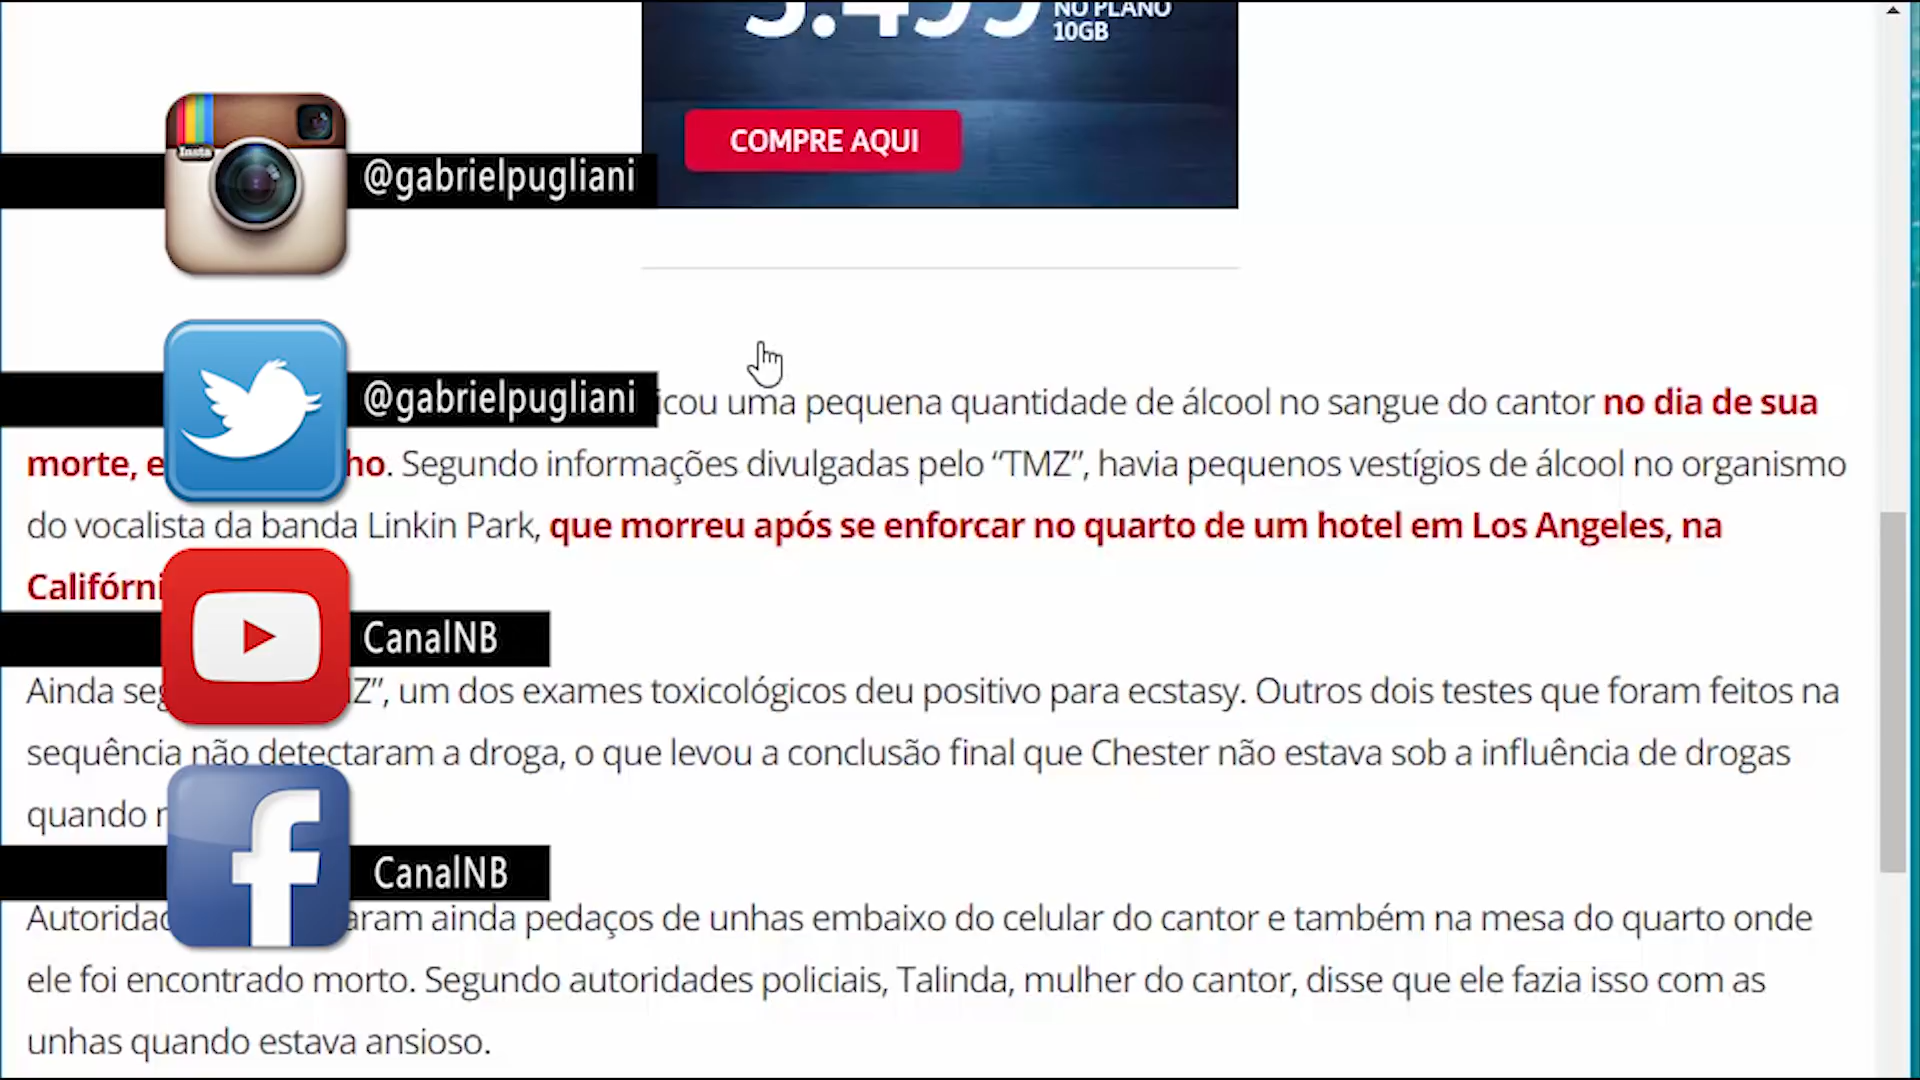 NO PLANO
10GB
COMPRE AQUI
Insta
@gabrielpugliani
@gabrielpugliani
uma pequena quantidade de álcool no sangue do cantor no dia de sua
morte, . Segundo informações divulgadas pelo “TMZ”, havia pequenos vestígios de álcool no organismo
do vocalista da banda Linkin Park, que morreu após se enforcar no quarto de um hotel em Los Angeles, na
CanalNB
Ainda um dos exames toxicológicos deu positivo para ecstasy. Outros dois testes que foram feitos na
sequência não detectaram a droga, o que levou a conclusão final que Chester não estava sob a influência de drogas
quando
CanalNB
ainda pedaços de unhas embaixo do celular do cantor e também na mesa do quarto onde
ele foi encontrado morto. Segundo autoridades policiais, Talinda, mulher do cantor, disse que ele fazia isso com as
unhas quando estava ansioso.